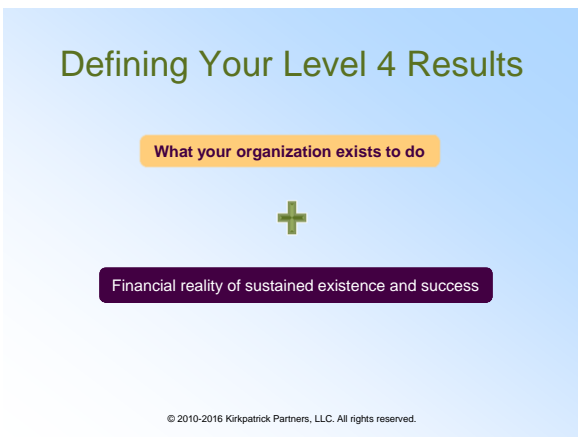 Defining Your Level 4 Results
What your organization exists to do
Financial reality of sustained existence and success
© 2010-2016 Kirkpatrick Partners, LLC. All rights reserved.